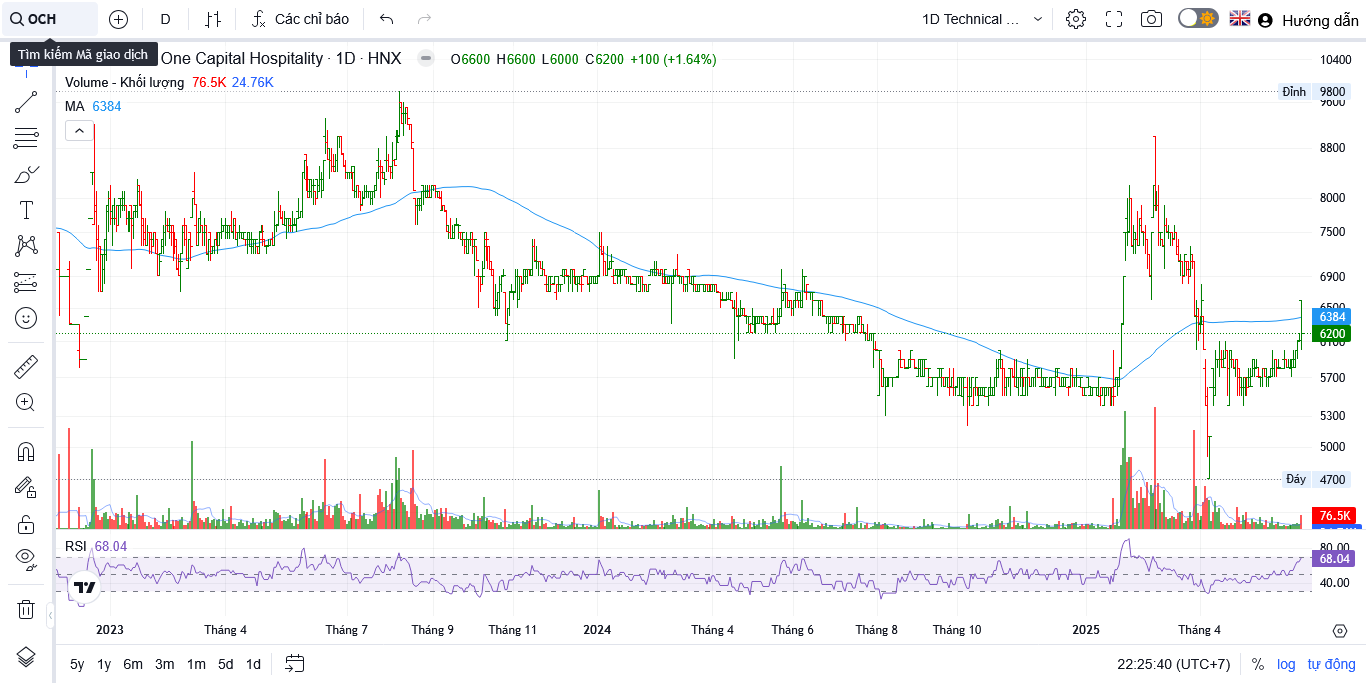 OCH
D
Các chỉ báo
1D Technical ...
Hướng dẫn
Tìm kiếm Mã giao dịch
One Capital Hospitality · 1D · HNX
O6600 H6600 L6000 C6200 +100 (+1.64%)
Volume - Khối lượng 76.5K 24.76K
MA 6384
10400
Đỉnh 9800
9600
8800
8000
7500
6900
6500
6384
6200
6100
5700
5300
5000
Đáy 4700
76.5K
RSI 68.04
80.00
68.04
40.00
2023 Tháng 4 Tháng 7 Tháng 9 Tháng 11 2024 Tháng 4 Tháng 6 Tháng 8 Tháng 10 2025 Tháng 4
5y 1y 6m 3m 1m 5d 1d
22:25:40 (UTC+7) % log tự động